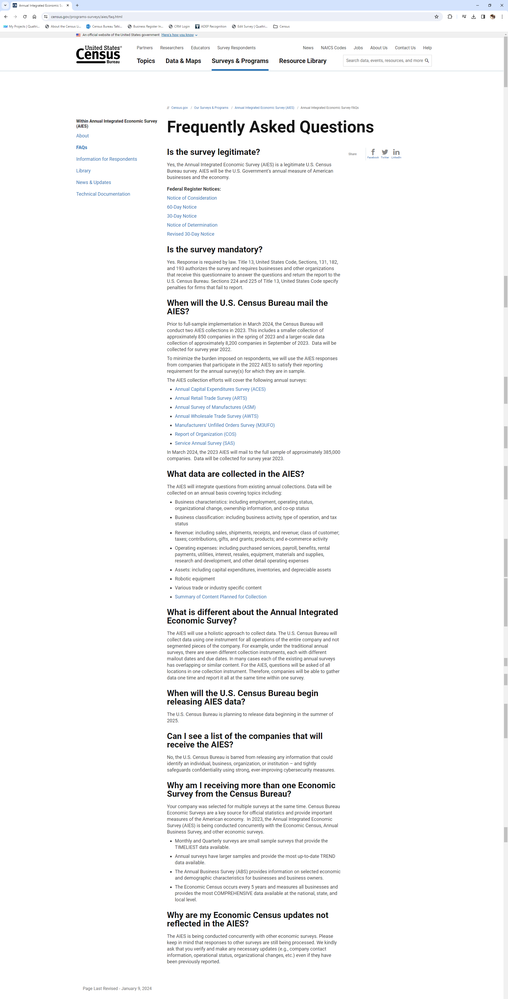 Annual Integrated Economic Su
census.gov/programs-surveys/aies/faq.html
My Projects | Qualtri...
About the Census Li...
Census Bureau Talki...
Business Register In...
CRM Login
ADEP Recognition
Edit Survey | Qualtri...
Census
An official website of the United States government Here's how you know
United States®
Census
Bureau
Partners Researchers Educators Survey Respondents
News NAICS Codes Jobs About Us Contact Us Help
Topics Data & Maps Surveys & Programs Resource Library
Search data, events, resources, and more
// Census.gov / Our Surveys & Programs / Annual Integrated Economic Survey (AIES) / Annual Integrated Economic Survey FAQs
Within Annual Integrated Economic Survey
(AIES)
About
FAQs
Information for Respondents
Library
News & Updates
Technical Documentation
Frequently Asked Questions
Share
Facebook Twitter LinkedIn
Is the survey legitimate?
Yes, the Annual Integrated Economic Survey (AIES) is a legitimate U.S. Census
Bureau survey. AIES will be the U.S. Government's annual measure of American
businesses and the economy.
Federal Register Notices:
Notice of Consideration
60-Day Notice
30-Day Notice
Notice of Determination
Revised 30-Day Notice
Is the survey mandatory?
Yes. Response is required by law. Title 13, United States Code, Sections, 131, 182,
and 193 authorizes the survey and requires businesses and other organizations
that receive this questionnaire to answer the questions and return the report to the
U.S. Census Bureau. Sections 224 and 225 of Title 13, United States Code specify
penalties for firms that fail to report.
When will the U.S. Census Bureau mail the
AIES?
Prior to full-sample implementation in March 2024, the Census Bureau will
conduct two AIES collections in 2023. This includes a smaller collection of
approximately 850 companies in the spring of 2023 and a larger-scale data
collection of approximately 8,200 companies in September of 2023. Data will be
collected for survey year 2022.
To minimize the burden imposed on respondents, we will use the AIES responses
from companies that participate in the 2022 AIES to satisfy their reporting
requirement for the annual survey(s) for which they are in sample.
The AIES collection efforts will cover the following annual surveys:
• Annual Capital Expenditures Survey (ACES)
• Annual Retail Trade Survey (ARTS)
• Annual Survey of Manufactures (ASM)
• Annual Wholesale Trade Survey (AWTS)
• Manufacturers' Unfilled Orders Survey (M3UFO)
• Report of Organization (COS)
• Service Annual Survey (SAS)
In March 2024, the 2023 AIES will mail to the full sample of approximately 385,000
companies. Data will be collected for survey year 2023.
What data are collected in the AIES?
The AIES will integrate questions from existing annual collections. Data will be
collected on an annual basis covering topics including:
• Business characteristics: including employment, operating status,
organizational change, ownership information, and co-op status
• Business classification: including business activity, type of operation, and tax
status
• Revenue: including sales, shipments, receipts, and revenue; class of customer;
taxes; contributions, gifts, and grants; products; and e-commerce activity
• Operating expenses: including purchased services, payroll, benefits, rental
payments, utilities, interest, resales, equipment, materials and supplies,
research and development, and other detail operating expenses
• Assets: including capital expenditures, inventories, and depreciable assets
• Robotic equipment
• Various trade or industry specific content
• Summary of Content Planned for Collection
What is different about the Annual Integrated
Economic Survey?
The AIES will use a holistic approach to collect data. The U.S. Census Bureau will
collect data using one instrument for all operations of the entire company and not
segmented pieces of the company. For example, under the traditional annual
surveys, there are seven different collection instruments, each with different
mailout dates and due dates. In many cases each of the existing annual surveys
has overlapping or similar content. For the AIES, questions will be asked of all
locations in one collection instrument. Therefore, companies will be able to gather
data one time and report it all at the same time within one survey.
When will the U.S. Census Bureau begin
releasing AIES data?
The U.S. Census Bureau is planning to release data beginning in the summer of
2025.
Can I see a list of the companies that will
receive the AIES?
No, the U.S. Census Bureau is barred from releasing any information that could
identify an individual, business, organization, or institution – and tightly
safeguards confidentiality using strong, ever-improving cybersecurity measures.
Why am I receiving more than one Economic
Survey from the Census Bureau?
Your company was selected for multiple surveys at the same time. Census Bureau
Economic Surveys are a key source for official statistics and provide important
measures of the American economy. In 2023, the Annual Integrated Economic
Survey (AIES) is being conducted concurrently with the Economic Census, Annual
Business Survey, and other economic surveys.
• Monthly and Quarterly surveys are small sample surveys that provide the
TIMELIEST data available.
• Annual surveys have larger samples and provide the most up-to-date TREND
data available.
• The Annual Business Survey (ABS) provides information on selected economic
and demographic characteristics for businesses and business owners.
• The Economic Census occurs every 5 years and measures all businesses and
provides the most COMPREHENSIVE data available at the national, state, and
local level.
Why are my Economic Census updates not
reflected in the AIES?
The AIES is being conducted concurrently with other economic surveys. Please
keep in mind that responses to other surveys are still being processed. We kindly
ask that you verify and make any necessary updates (e.g., company contact
information, operational status, organizational changes, etc.) even if they have
been previously reported.
Page Last Revised - January 9, 2024